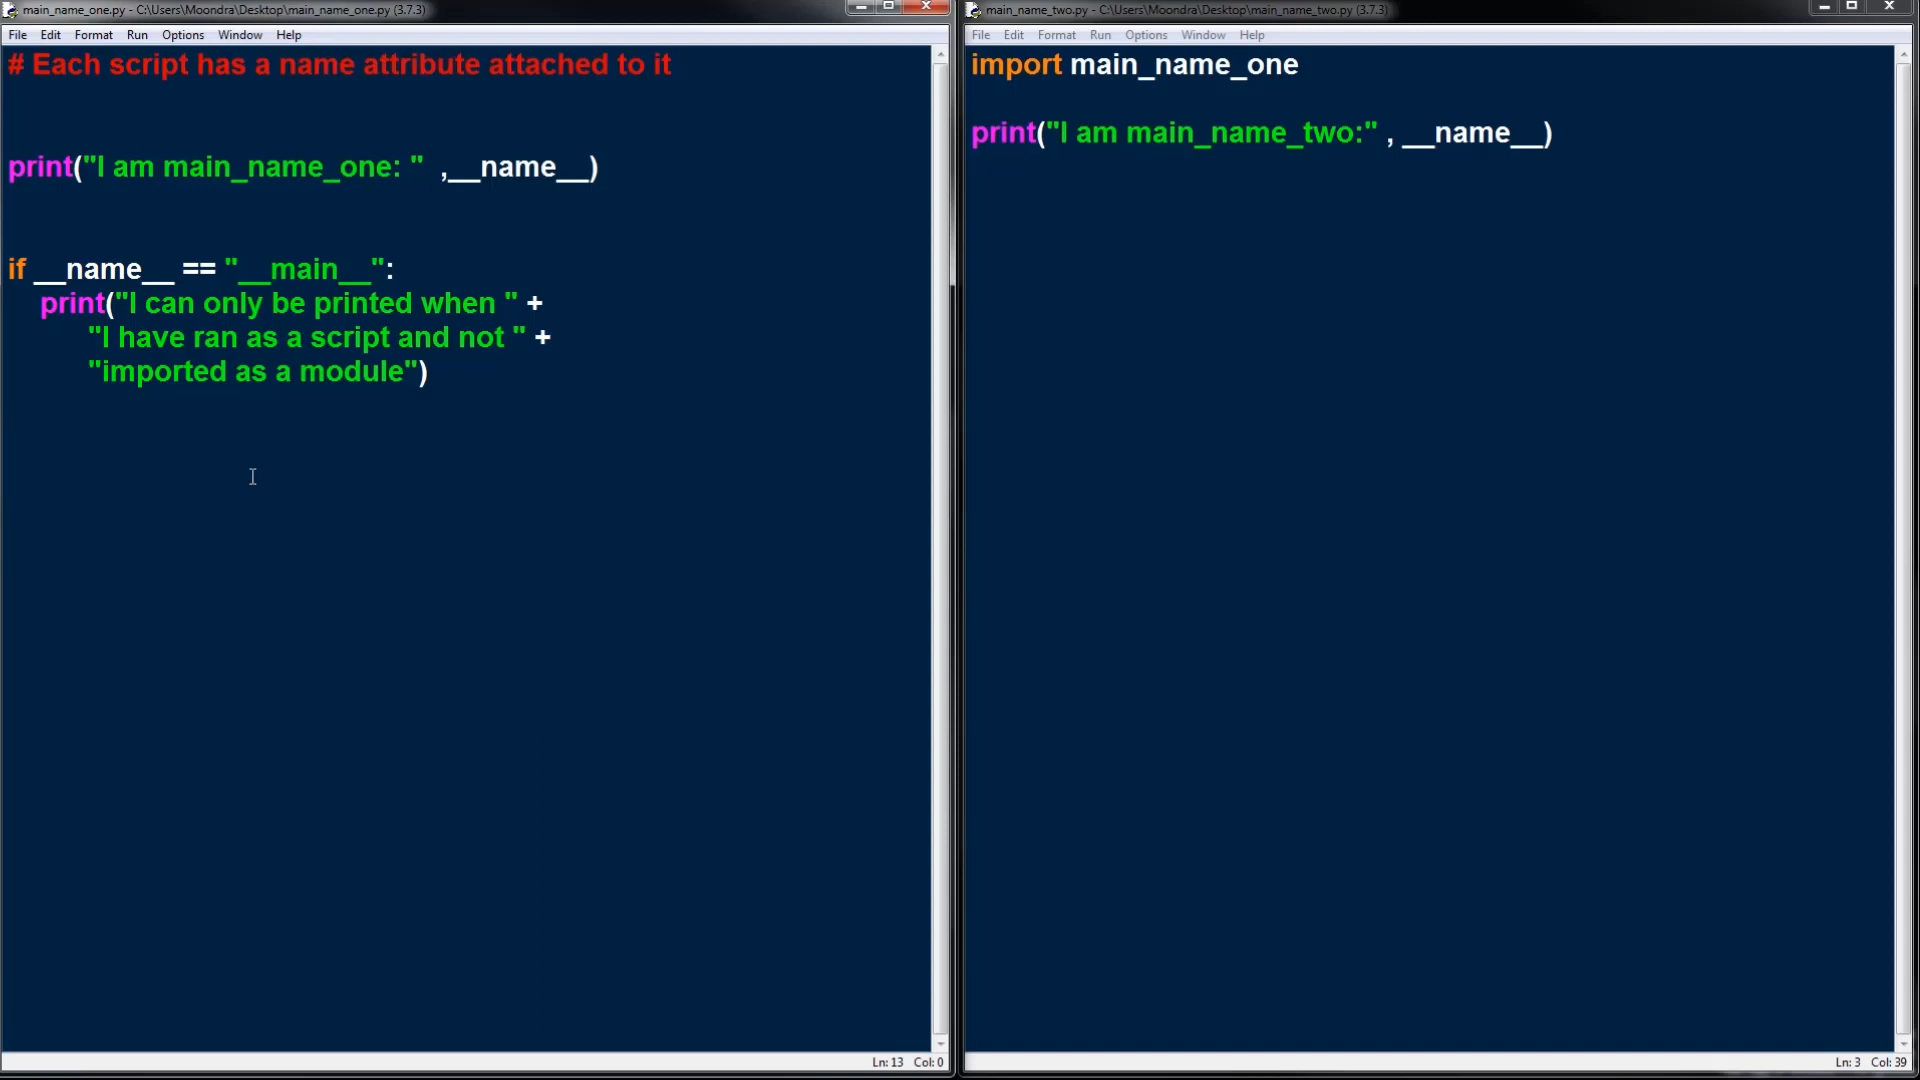 main_name_one.py - C:\Users\Moondra\Desktop\main_name_one.py (3.7.3)
File Edit Format Run Options Window Help
# Each script has a name attribute attached to it
print("I am main_name_one: " ,__name__)
if __name__ == "__main__":
print("I can only be printed when " +
"I have ran as a script and not " +
"imported as a module")
Ln: 13 Col: 0
main_name_two.py - C:\Users\Moondra\Desktop\main_name_two.py (3.7.3)
File Edit Format Run Options Window Help
import main_name_one
print("I am main_name_two:" , __name__)
Ln: 3 Col: 39